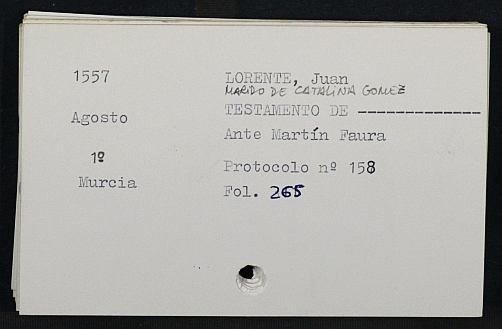 1557
Agosto
1º
Murcia
LORENTE, Juan
MARIDO DE CATALINA GOMEZ
TESTAMENTO DE -------------
Ante Martín Faura
Protocolo nº 158
Fol. 265